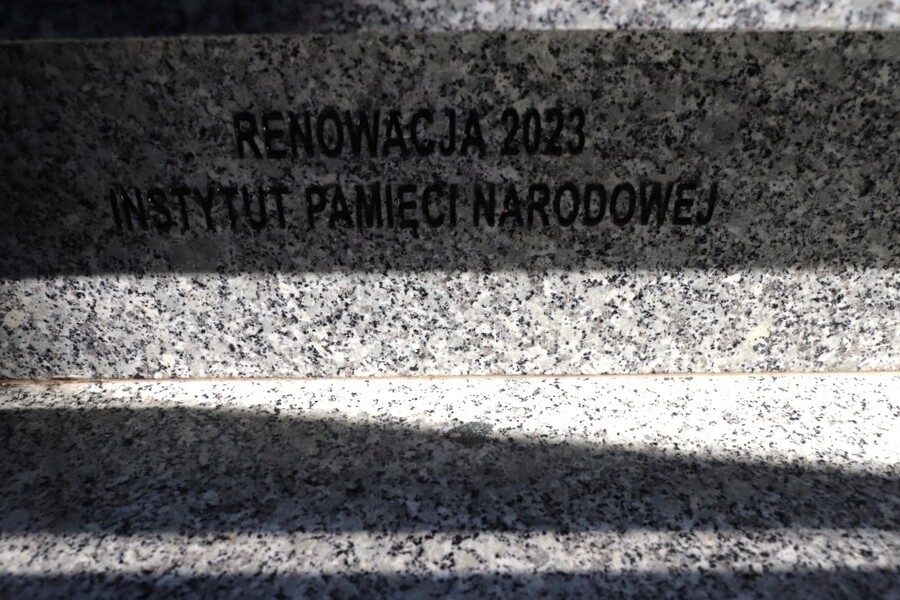 RENOWACJA 2023
INSTYTUT PAMIĘCI NARODOWEJ